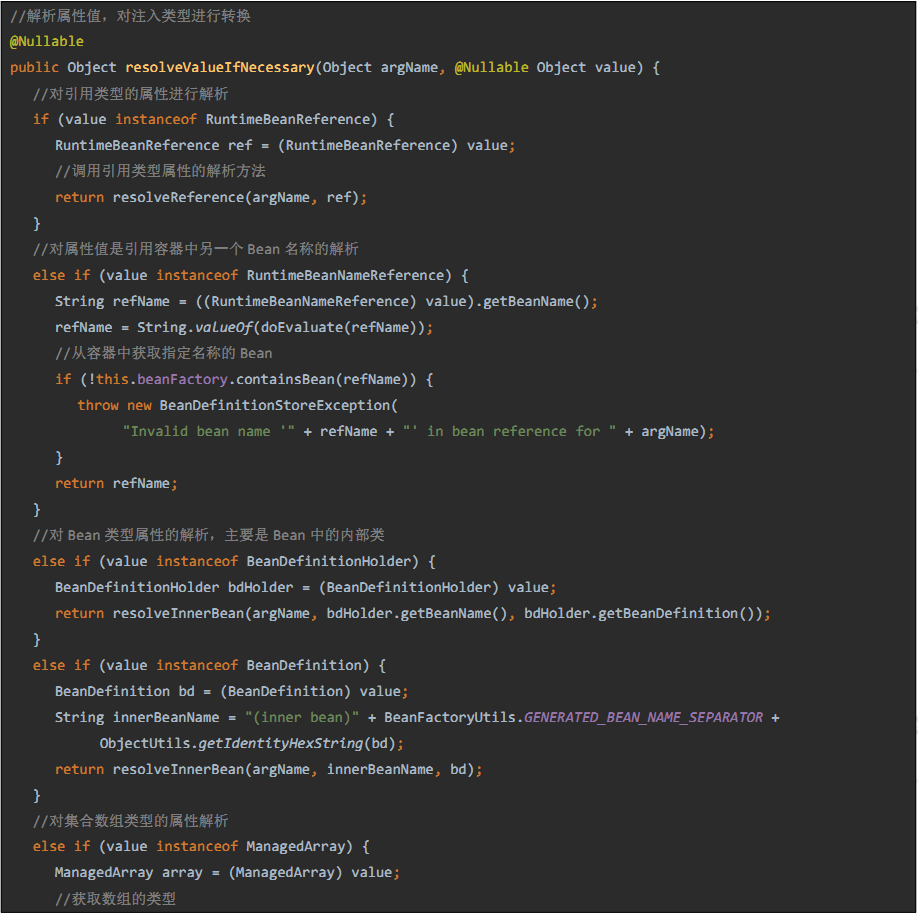 //解析属性值，对注入类型进行转换
@Nullable
public Object resolveValueIfNecessary(Object argName, @Nullable Object value) {
//对引用类型的属性进行解析
if (value instanceof RuntimeBeanReference) {
RuntimeBeanReference ref = (RuntimeBeanReference) value;
//调用引用类型属性的解析方法
return resolveReference(argName, ref);
}
//对属性值是引用容器中另一个 Bean 名称的解析
else if (value instanceof RuntimeBeanNameReference) {
String refName = ((RuntimeBeanNameReference) value).getBeanName();
refName = String.valueOf(doEvaluate(refName));
//从容器中获取指定名称的 Bean
if (!this.beanFactory.containsBean(refName)) {
throw new BeanDefinitionStoreException(
"Invalid bean name '" + refName + "' in bean reference for " + argName);
}
return refName;
}
//对 Bean 类型属性的解析，主要是 Bean 中的内部类
else if (value instanceof BeanDefinitionHolder) {
BeanDefinitionHolder bdHolder = (BeanDefinitionHolder) value;
return resolveInnerBean(argName, bdHolder.getBeanName(), bdHolder.getBeanDefinition());
}
else if (value instanceof BeanDefinition) {
BeanDefinition bd = (BeanDefinition) value;
String innerBeanName = "(inner bean)" + BeanFactoryUtils.GENERATED_BEAN_NAME_SEPARATOR +
ObjectUtils.getIdentityHexString(bd);
return resolveInnerBean(argName, innerBeanName, bd);
}
//对集合数组类型的属性解析
else if (value instanceof ManagedArray) {
ManagedArray array = (ManagedArray) value;
//获取数组的类型